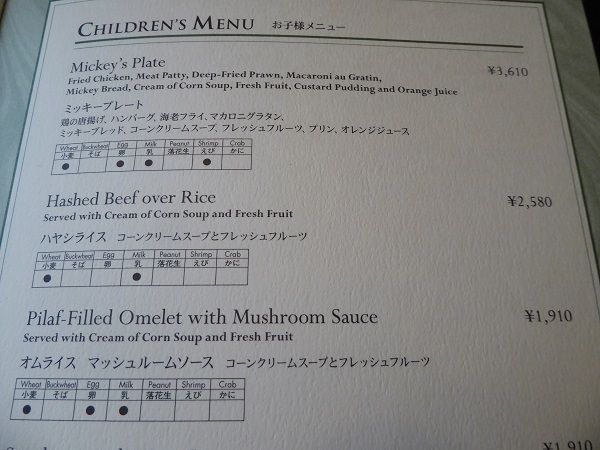 CHILDREN'S MENU お子様メニュー
Mickey's Plate ¥3,610
Fried Chicken, Meat Patty, Deep-Fried Prawn, Macaroni au Gratin,
Mickey Bread, Cream of Corn Soup, Fresh Fruit, Custard Pudding and Orange Juice
ミッキープレート
鶏の唐揚げ、ハンバーグ、海老フライ、マカロニグラタン、
ミッキーブレッド、コーンクリームスープ、フレッシュフルーツ、プリン、オレンジジュース
Wheat Buckwheat Egg Milk Peanut Shrimp Crab
小麦 そば 卵 乳 落花生 えび かに
● ● ● ●
Hashed Beef over Rice ¥2,580
Served with Cream of Corn Soup and Fresh Fruit
ハヤシライス コーンクリームスープとフレッシュフルーツ
Wheat Buckwheat Egg Milk Peanut Shrimp Crab
小麦 そば 卵 乳 落花生 えび かに
● ●
Pilaf-Filled Omelet with Mushroom Sauce ¥1,910
Served with Cream of Corn Soup and Fresh Fruit
オムライス マッシュルームソース コーンクリームスープとフレッシュフルーツ
Wheat Buckwheat Egg Milk Peanut Shrimp Crab
小麦 そば 卵 乳 落花生 えび かに
● ● ●
¥1,910